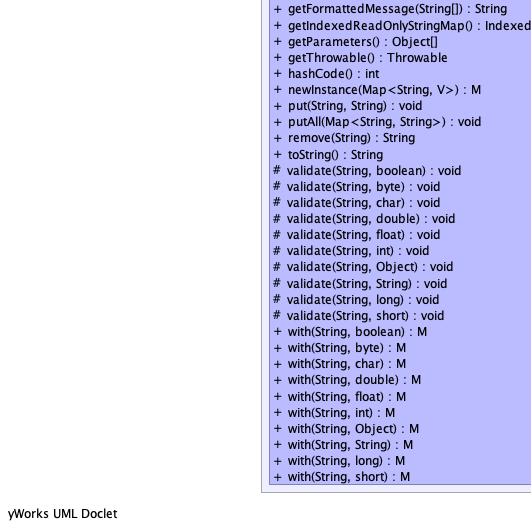 + getFormattedMessage(String[]) : String
+ getIndexedReadOnlyStringMap() : Indexed
+ getParameters() : Object[]
+ getThrowable() : Throwable
+ hashCode() : int
+ newInstance(Map<String, V>) : M
+ put(String, String) : void
+ putAll(Map<String, String>) : void
+ remove(String) : String
+ toString() : String
# validate(String, boolean) : void
# validate(String, byte) : void
# validate(String, char) : void
# validate(String, double) : void
# validate(String, float) : void
# validate(String, int) : void
# validate(String, Object) : void
# validate(String, String) : void
# validate(String, long) : void
# validate(String, short) : void
+ with(String, boolean) : M
+ with(String, byte) : M
+ with(String, char) : M
+ with(String, double) : M
+ with(String, float) : M
+ with(String, int) : M
+ with(String, Object) : M
+ with(String, String) : M
+ with(String, long) : M
+ with(String, short) : M
yWorks UML Doclet